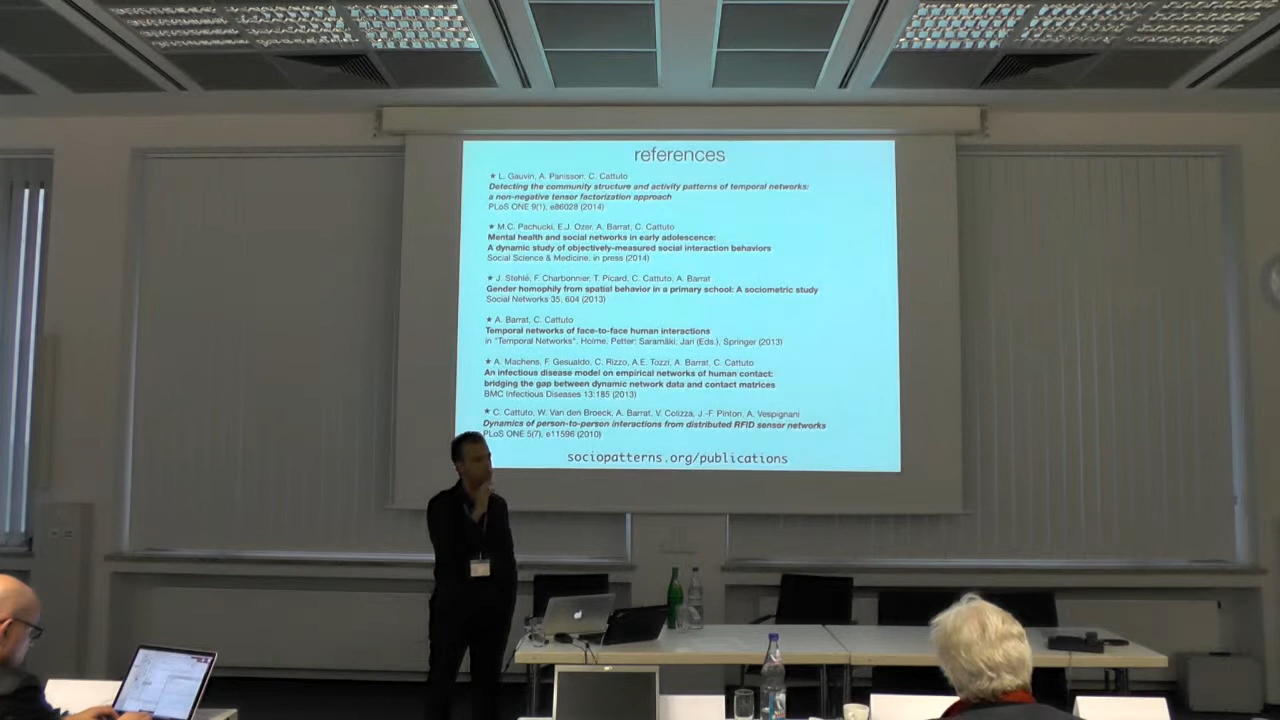 references
★ L. Gauvin, A. Panisson, C. Cattuto
Detecting the community structure and activity patterns of temporal networks:
a non-negative tensor factorization approach
PLoS ONE 9(1), e86028 (2014)
★ M.C. Pachucki, E.J. Ozer, A. Barrat, C. Cattuto
Mental health and social networks in early adolescence:
A dynamic study of objectively-measured social interaction behaviors
Social Science & Medicine, in press (2014)
★ J. Stehlé, F. Charbonnier, T. Picard, C. Cattuto, A. Barrat
Gender homophily from spatial behavior in a primary school: A sociometric study
Social Networks 35, 604 (2013)
★ A. Barrat, C. Cattuto
Temporal networks of face-to-face human interactions
in "Temporal Networks", Holme, Petter; Saramäki, Jari (Eds.), Springer (2013)
★ A. Machens, F. Gesualdo, C. Rizzo, A.E. Tozzi, A. Barrat, C. Cattuto
An infectious disease model on empirical networks of human contact:
bridging the gap between dynamic network data and contact matrices
BMC Infectious Diseases 13:185 (2013)
★ C. Cattuto, W. Van den Broeck, A. Barrat, V. Colizza, J.-F. Pinton, A. Vespignani
Dynamics of person-to-person interactions from distributed RFID sensor networks
PLoS ONE 5(7), e11596 (2010)
sociopatterns.org/publications